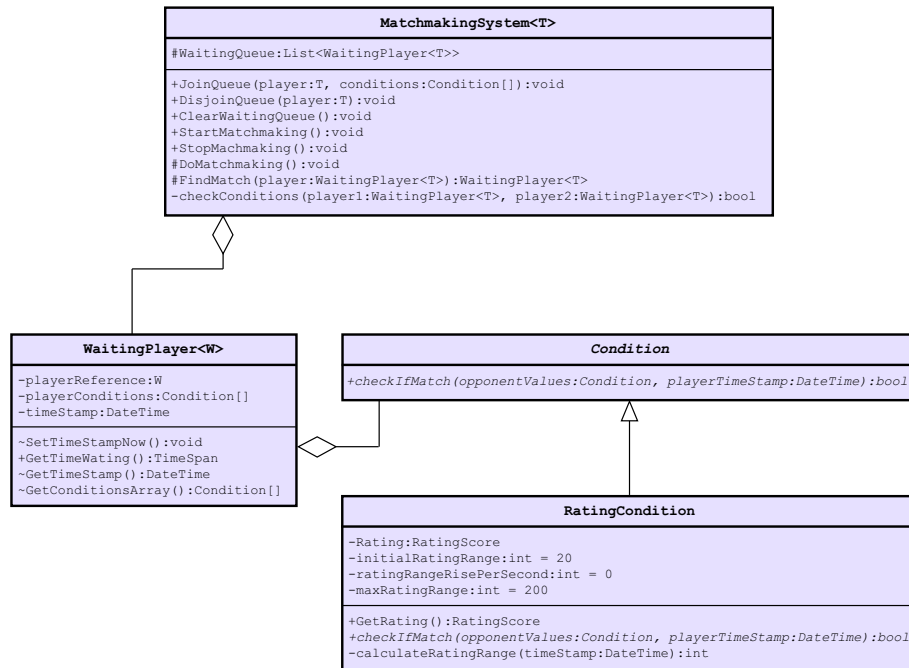 MatchmakingSystem<T>
#WaitingQueue:List<WaitingPlayer<T>>
+JoinQueue(player:T, conditions:Condition[]):void
+DisjoinQueue(player:T):void
+ClearWaitingQueue():void
+StartMatchmaking():void
+StopMachmaking():void
#DoMatchmaking():void
#FindMatch(player:WaitingPlayer<T>):WaitingPlayer<T>
-checkConditions(player1:WaitingPlayer<T>, player2:WaitingPlayer<T>):bool
WaitingPlayer<W>
-playerReference:W
-playerConditions:Condition[]
-timeStamp:DateTime
~SetTimeStampNow():void
+GetTimeWating():TimeSpan
~GetTimeStamp():DateTime
~GetConditionsArray():Condition[]
Condition
+checkIfMatch(opponentValues:Condition, playerTimeStamp:DateTime):bool
RatingCondition
-Rating:RatingScore
-initialRatingRange:int = 20
-ratingRangeRisePerSecond:int = 0
-maxRatingRange:int = 200
+GetRating():RatingScore
+checkIfMatch(opponentValues:Condition, playerTimeStamp:DateTime):bool
-calculateRatingRange(timeStamp:DateTime):int